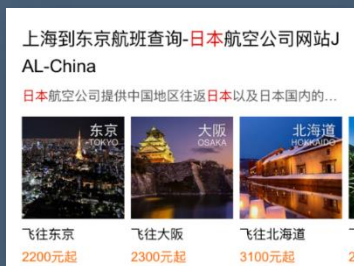 上海到东京航班查询-日本航空公司网站J
AL-China
日本航空公司提供中国地区往返日本以及日本国内的...
东京
TOKYO
大阪
OSAKA
北海道
HOKKAIDO
飞往东京
飞往大阪
飞往北海道
2200元起
2300元起
3100元起